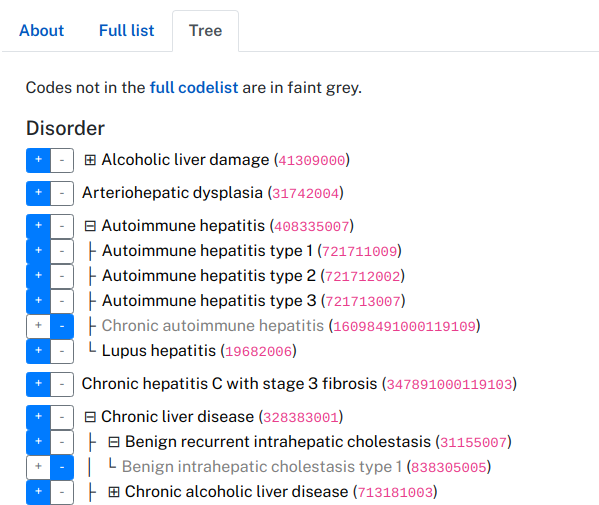 About Full list Tree
Codes not in the full codelist are in faint grey.
Disorder
+ - ⊞ Alcoholic liver damage (41309000)
+ - Arteriohepatic dysplasia (31742004)
+ - ⊟ Autoimmune hepatitis (408335007)
+ - ├ Autoimmune hepatitis type 1 (721711009)
+ - ├ Autoimmune hepatitis type 2 (721712002)
+ - ├ Autoimmune hepatitis type 3 (721713007)
+ - ├ Chronic autoimmune hepatitis (16098491000119109)
+ - └ Lupus hepatitis (19682006)
+ - Chronic hepatitis C with stage 3 fibrosis (347891000119103)
+ - ⊟ Chronic liver disease (328383001)
+ - ├ ⊟ Benign recurrent intrahepatic cholestasis (31155007)
+ - │ └ Benign intrahepatic cholestasis type 1 (838305005)
+ - ├ ⊞ Chronic alcoholic liver disease (713181003)